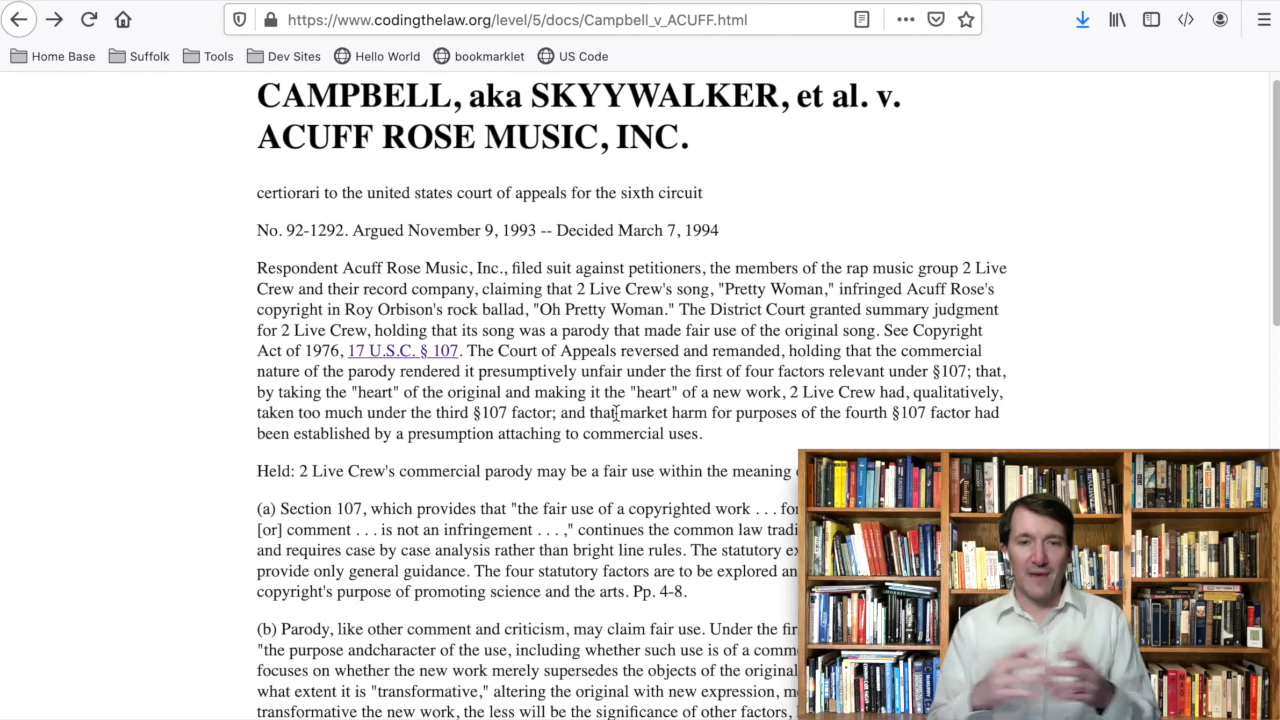 https://www.codingthelaw.org/level/5/docs/Campbell_v_ACUFF.html
Home Base Suffolk Tools Dev Sites Hello World bookmarklet US Code
CAMPBELL, aka SKYYWALKER, et al. v.
ACUFF ROSE MUSIC, INC.
certiorari to the united states court of appeals for the sixth circuit
No. 92-1292. Argued November 9, 1993 -- Decided March 7, 1994
Respondent Acuff Rose Music, Inc., filed suit against petitioners, the members of the rap music group 2 Live
Crew and their record company, claiming that 2 Live Crew's song, "Pretty Woman," infringed Acuff Rose's
copyright in Roy Orbison's rock ballad, "Oh Pretty Woman." The District Court granted summary judgment
for 2 Live Crew, holding that its song was a parody that made fair use of the original song. See Copyright
Act of 1976, 17 U.S.C. § 107. The Court of Appeals reversed and remanded, holding that the commercial
nature of the parody rendered it presumptively unfair under the first of four factors relevant under §107; that,
by taking the "heart" of the original and making it the "heart" of a new work, 2 Live Crew had, qualitatively,
taken too much under the third §107 factor; and that market harm for purposes of the fourth §107 factor had
been established by a presumption attaching to commercial uses.
Held: 2 Live Crew's commercial parody may be a fair use within the meaning
(a) Section 107, which provides that "the fair use of a copyrighted work . . . for
[or] comment . . . is not an infringement . . . ," continues the common law
and requires case by case analysis rather than bright line rules. The statutory
provide only general guidance. The four statutory factors are to be explored
copyright's purpose of promoting science and the arts. Pp. 4-8.
(b) Parody, like other comment and criticism, may claim fair use. Under the
"the purpose andcharacter of the use, including whether such use is of a
focuses on whether the new work merely supersedes the objects of the original
what extent it is "transformative," altering the original with new expression,
transformative the new work, the less will be the significance of other factors,